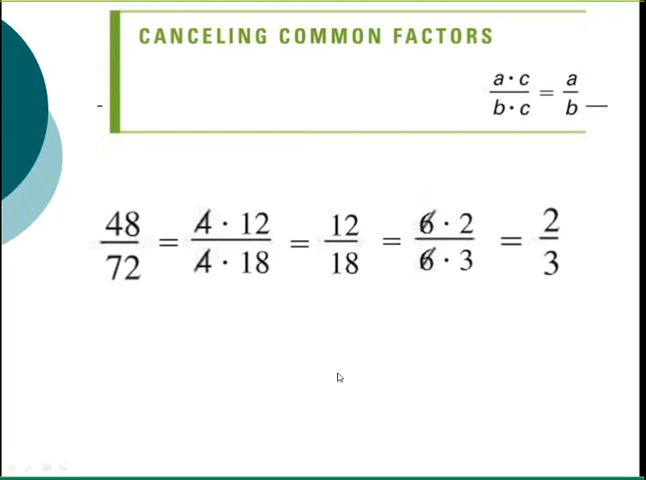 CANCELING COMMON FACTORS
a · c / b · c = a / b
48 / 72 = 4 · 12 / 4 · 18 = 12 / 18 = 6 · 2 / 6 · 3 = 2 / 3